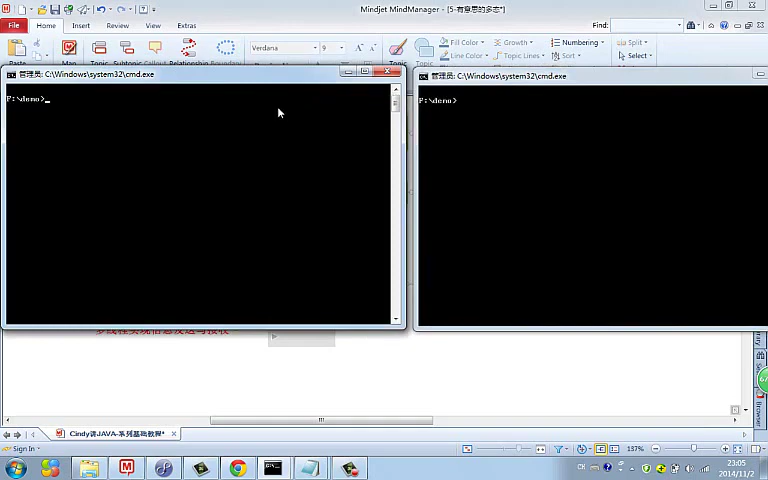 Mindjet MindManager - [5-有意思的多态*]
File Home Insert Review View Extras Find:
Paste Map Topic Subtopic Callout Relationship Boundary
Verdana 9
Topic Fill Color Growth Numbering Split
Line Color Topic Lines Sort Select
管理员: C:\Windows\system32\cmd.exe
F:\demo>_
管理员: C:\Windows\system32\cmd.exe
F:\demo>
Browser
Cindy讲JAVA-系列基础教程*
Sign In 137%
CH 23:05
2014/11/2